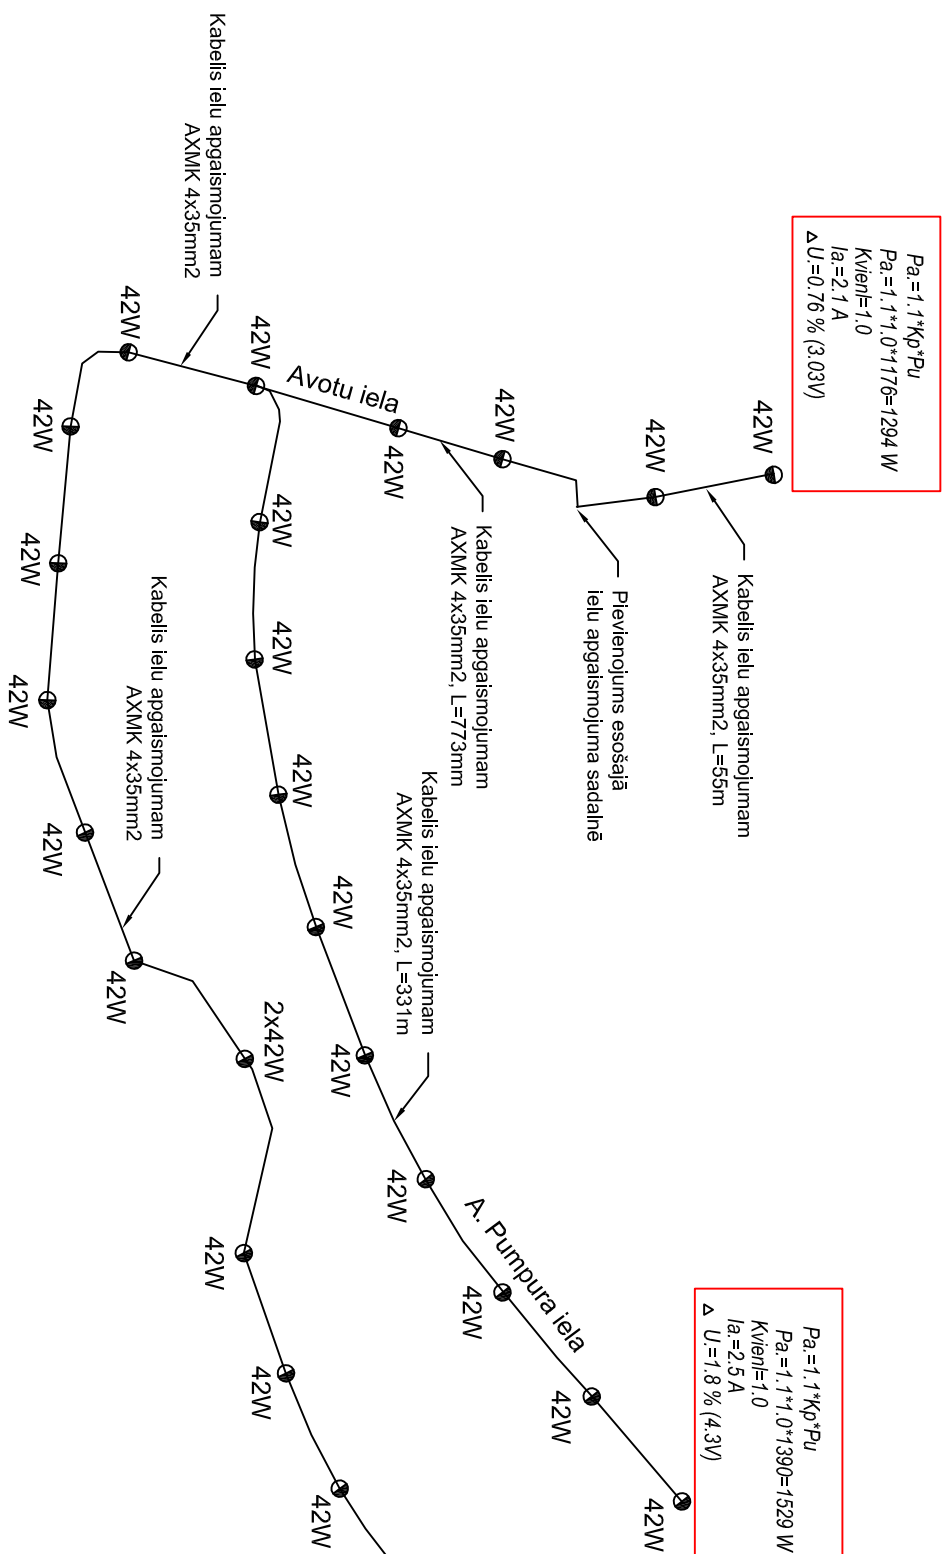 Pa.=1.1*Kp*Pu
Pa.=1.1*1.0*1176=1294 W
Kvienl=1.0
Ia.=2.1 A
ΔU.=0.76 % (3.03V)
42W
42W
Kabelis ielu apgaismojumam
AXMK 4x35mm2, L=55m
Pievienojums esošajā
ielu apgaismojuma sadalnē
42W
42W
Kabelis ielu apgaismojumam
AXMK 4x35mm2, L=773mm
Avotu iela
42W
42W
Kabelis ielu apgaismojumam
AXMK 4x35mm2
42W
42W
42W
42W
42W
Kabelis ielu apgaismojumam
AXMK 4x35mm2
2x42W
42W
42W
42W
42W
42W
42W
42W
42W
Kabelis ielu apgaismojumam
AXMK 4x35mm2, L=331m
42W
42W
A. Pumpura iela
42W
42W
Pa.=1.1*Kp*Pu
Pa.=1.1*1.0*1390=1529 W
Kvienl=1.0
Ia.=2.5 A
Δ U.=1.8 % (4.3V)